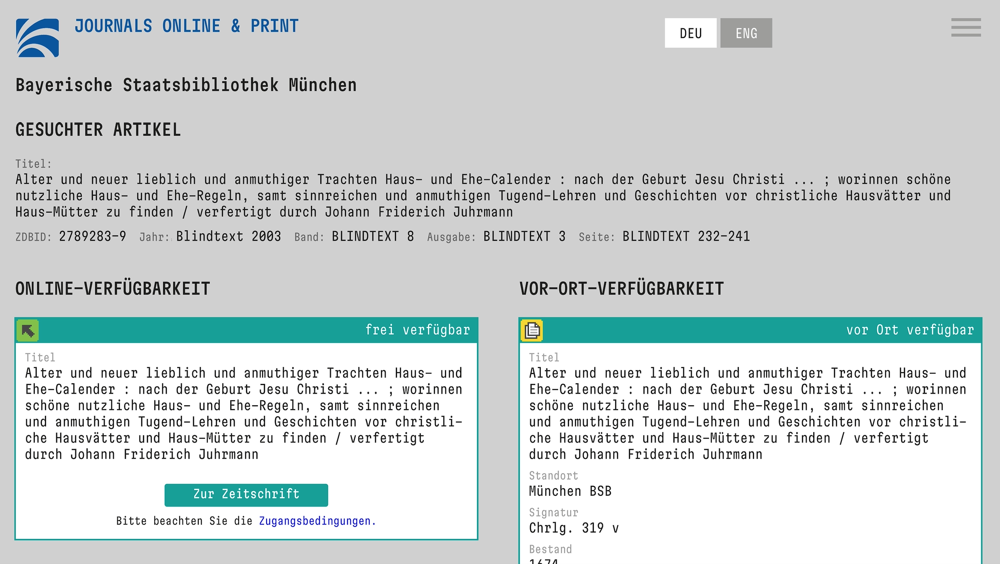 JOURNALS ONLINE & PRINT
DEU
ENG
Bayerische Staatsbibliothek München
GESUCHTER ARTIKEL
Titel:
Alter und neuer lieblich und anmuthiger Trachten Haus- und Ehe-Calender : nach der Geburt Jesu Christi ... ; worinnen schöne
nutzliche Haus- und Ehe-Regeln, samt sinnreichen und anmuthigen Tugend-Lehren und Geschichten vor christliche Hausvätter und
Haus-Mütter zu finden / verfertigt durch Johann Friderich Juhrmann
ZDBID: 2789283-9 Jahr: Blindtext 2003 Band: BLINDTEXT 8 Ausgabe: BLINDTEXT 3 Seite: BLINDTEXT 232-241
ONLINE-VERFÜGBARKEIT
frei verfügbar
Titel
Alter und neuer lieblich und anmuthiger Trachten Haus- und
Ehe-Calender : nach der Geburt Jesu Christi ... ; worinnen
schöne nutzliche Haus- und Ehe-Regeln, samt sinnreichen
und anmuthigen Tugend-Lehren und Geschichten vor christli-
che Hausvätter und Haus-Mütter zu finden / verfertigt
durch Johann Friderich Juhrmann
Zur Zeitschrift
Bitte beachten Sie die Zugangsbedingungen.
VOR-ORT-VERFÜGBARKEIT
vor Ort verfügbar
Titel
Alter und neuer lieblich und anmuthiger Trachten Haus- und
Ehe-Calender : nach der Geburt Jesu Christi ... ; worinnen
schöne nutzliche Haus- und Ehe-Regeln, samt sinnreichen
und anmuthigen Tugend-Lehren und Geschichten vor christli-
che Hausvätter und Haus-Mütter zu finden / verfertigt
durch Johann Friderich Juhrmann
Standort
München BSB
Signatur
Chrlg. 319 v
Bestand
1674